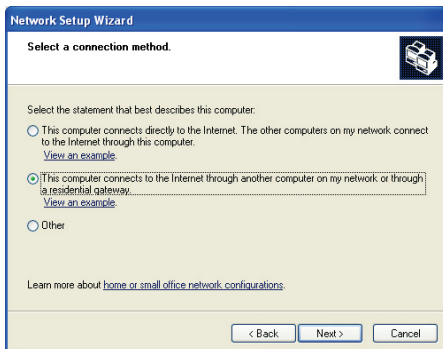 Network Setup Wizard
Select a connection method.
Select the statement that best describes this computer:
This computer connects directly to the Internet. The other computers on my network connect
to the Internet through this computer.
View an example.
This computer connects to the Internet through another computer on my network or through
a residential gateway.
View an example.
Other
Learn more about home or small office network configurations.
< Back Next > Cancel